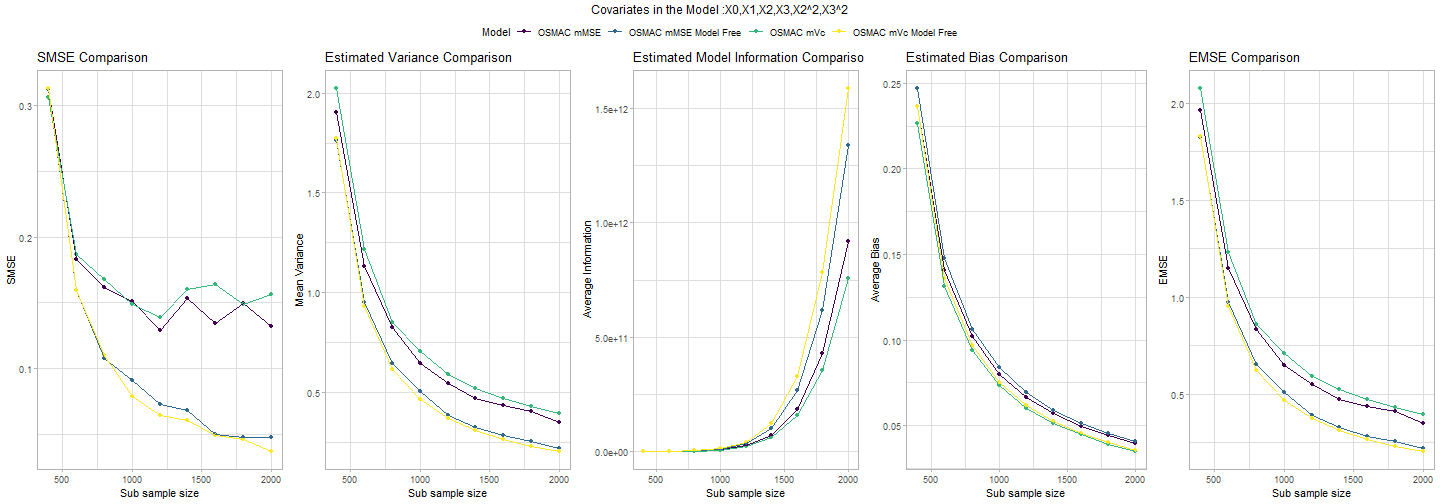 Covariates in the Model :X0,X1,X2,X3,X2^2,X3^2
Model OSMAC mMSE OSMAC mMSE Model Free OSMAC mVc OSMAC mVc Model Free
SMSE Comparison
SMSE
0.3
0.2
0.1
500 1000 1500 2000
Sub sample size
Estimated Variance Comparison
Mean Variance
2.0
1.5
1.0
0.5
500 1000 1500 2000
Sub sample size
Estimated Model Information Compariso
Average Information
1.5e+12
1.0e+12
5.0e+11
0.0e+00
500 1000 1500 2000
Sub sample size
Estimated Bias Comparison
Average Bias
0.25
0.20
0.15
0.10
0.05
500 1000 1500 2000
Sub sample size
EMSE Comparison
EMSE
2.0
1.5
1.0
0.5
500 1000 1500 2000
Sub sample size